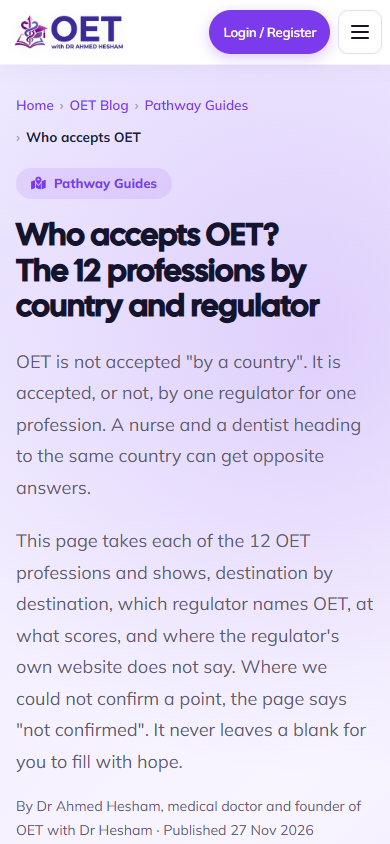 OET
with DR AHMED HESHAM
Login / Register
Home › OET Blog › Pathway Guides
› Who accepts OET
Pathway Guides
Who accepts OET?
The 12 professions by
country and regulator
OET is not accepted "by a country". It is
accepted, or not, by one regulator for one
profession. A nurse and a dentist heading
to the same country can get opposite
answers.
This page takes each of the 12 OET
professions and shows, destination by
destination, which regulator names OET, at
what scores, and where the regulator's
own website does not say. Where we
could not confirm a point, the page says
"not confirmed". It never leaves a blank for
you to fill with hope.
By Dr Ahmed Hesham, medical doctor and founder of
OET with Dr Hesham · Published 27 Nov 2026